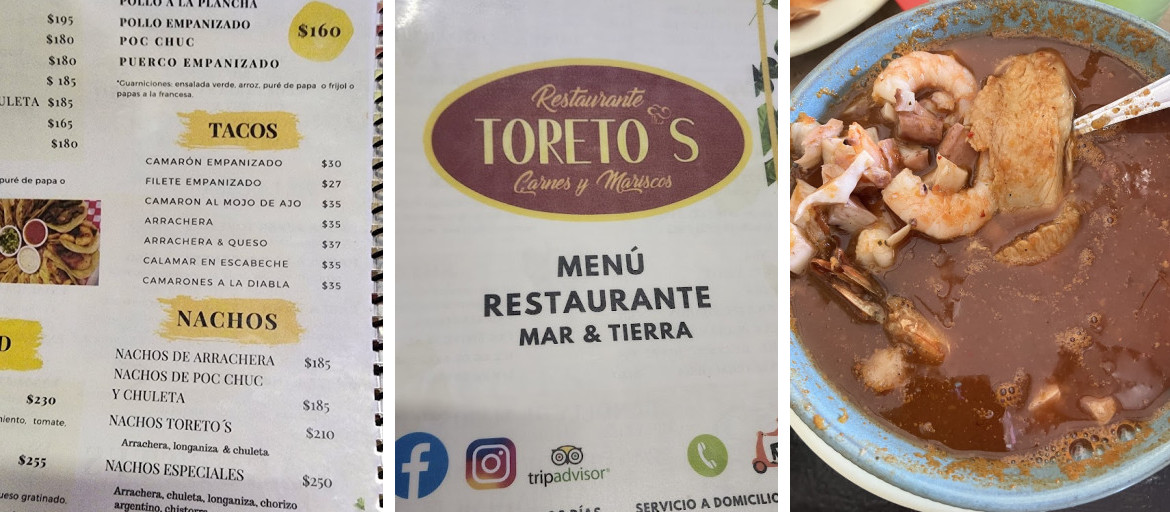 $195
$180
$180
$ 185
ULETA $185
$165
$180
puré de papa o
D
$230
tomate,
$255
queso gratinado,
POLLO A LA PLANCHA
POLLO EMPANIZADO
POC CHUC
PUERCO EMPANIZADO
$160
*Guarniciones: ensalada verde, arroz, puré de papa o frijol o
papas a la francesa.
TACOS
CAMARÓN EMPANIZADO $30
FILETE EMPANIZADO $27
CAMARON AL MOJO DE AJO $35
ARRACHERA $35
ARRACHERA & QUESO $37
CALAMAR EN ESCABECHE $35
CAMARONES A LA DIABLA $35
NACHOS
NACHOS DE ARRACHERA $185
NACHOS DE POC CHUC
Y CHULETA $185
NACHOS TORETO´S $210
Arrachera, longaniza & chuleta
NACHOS ESPECIALES $250
Arrachera, chuleta, longaniza, chorizo
argentino, chistorra
Restaurante
TORETO'S
Carnes y Mariscos
MENÚ
RESTAURANTE
MAR & TIERRA
tripadvisor®
SERVICIO A DOMICILIO